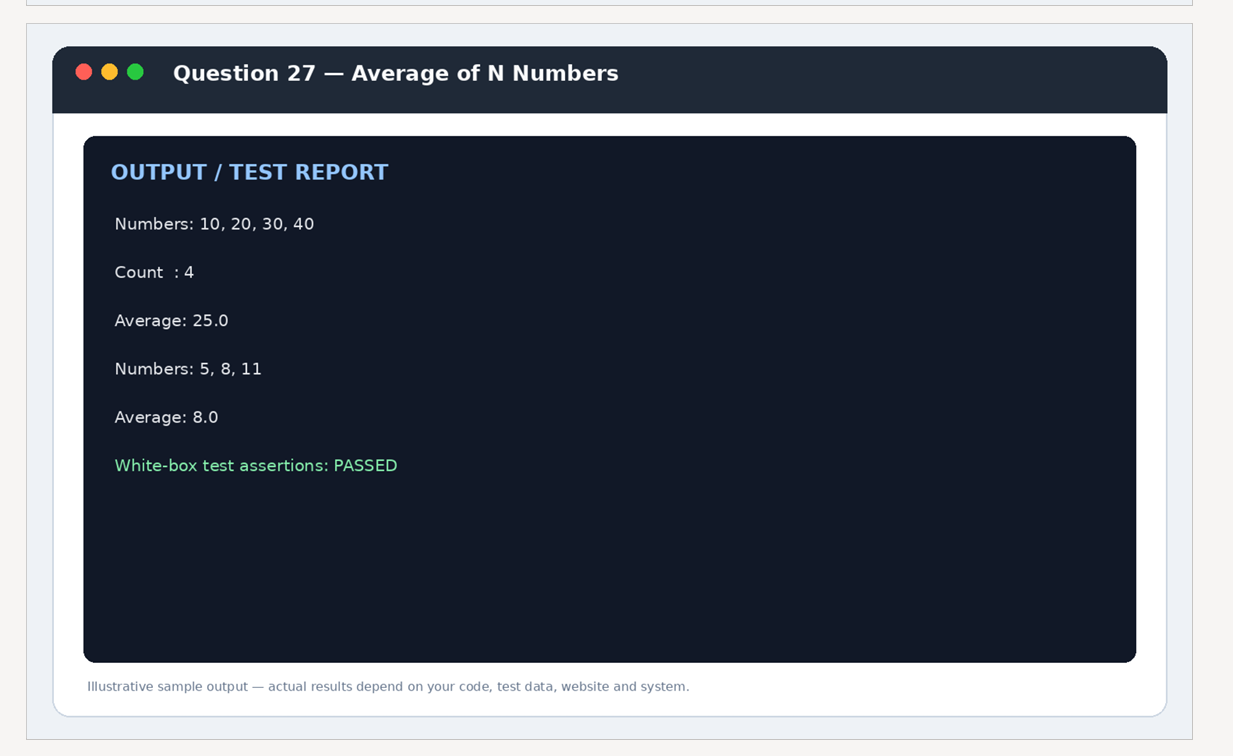 Question 27 — Average of N Numbers
OUTPUT / TEST REPORT
Numbers: 10, 20, 30, 40
Count  : 4
Average: 25.0
Numbers: 5, 8, 11
Average: 8.0
White-box test assertions: PASSED
Illustrative sample output — actual results depend on your code, test data, website and system.